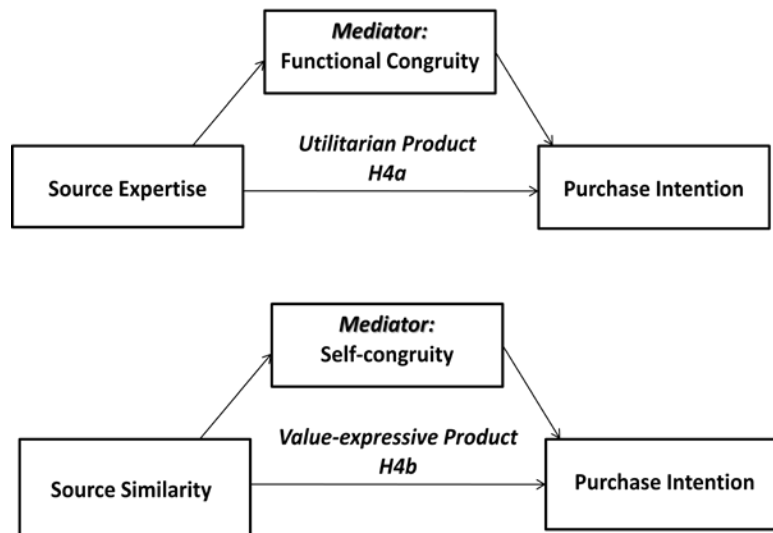 Mediator:
Functional Congruity
Utilitarian Product
H4a
Source Expertise
Purchase Intention
Mediator:
Self-congruity
Value-expressive Product
H4b
Source Similarity
Purchase Intention